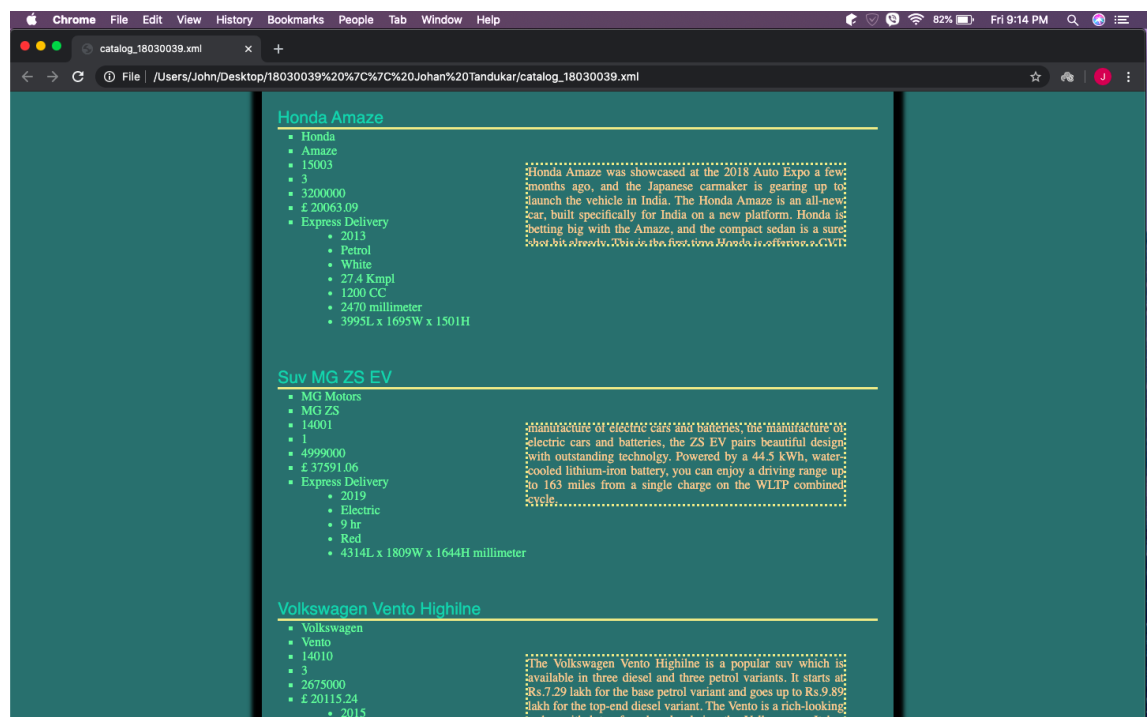 Chrome File Edit View History Bookmarks People Tab Window Help 82% Fri 9:14 PM
catalog_18030039.xml
File /Users/John/Desktop/18030039%20%7C%7C%20Johan%20Tandukar/catalog_18030039.xml J
Honda Amaze
Honda
Amaze
15003
3
3200000
£ 20063.09
Express Delivery
2013
Petrol
White
27.4 Kmpl
1200 CC
2470 millimeter
3995L x 1695W x 1501H
Honda Amaze was showcased at the 2018 Auto Expo a few
months ago, and the Japanese carmaker is gearing up to
launch the vehicle in India. The Honda Amaze is an all-new
car, built specifically for India on a new platform. Honda is
betting big with the Amaze, and the compact sedan is a sure
shot hit already. This is the first time Honda is offering a CVT
Suv MG ZS EV
MG Motors
MG ZS
14001
1
4999000
£ 37591.06
Express Delivery
2019
Electric
9 hr
Red
4314L x 1809W x 1644H millimeter
manufacture of electric cars and batteries, the manufacture of
electric cars and batteries, the ZS EV pairs beautiful design
with outstanding technolgy. Powered by a 44.5 kWh, water-
cooled lithium-iron battery, you can enjoy a driving range up
to 163 miles from a single charge on the WLTP combined
cycle.
Volkswagen Vento Highilne
Volkswagen
Vento
14010
3
2675000
£ 20115.24
2015
The Volkswagen Vento Highilne is a popular suv which is
available in three diesel and three petrol variants. It starts at
Rs.7.29 lakh for the base petrol variant and goes up to Rs.9.89
lakh for the top-end diesel variant. The Vento is a rich-looking